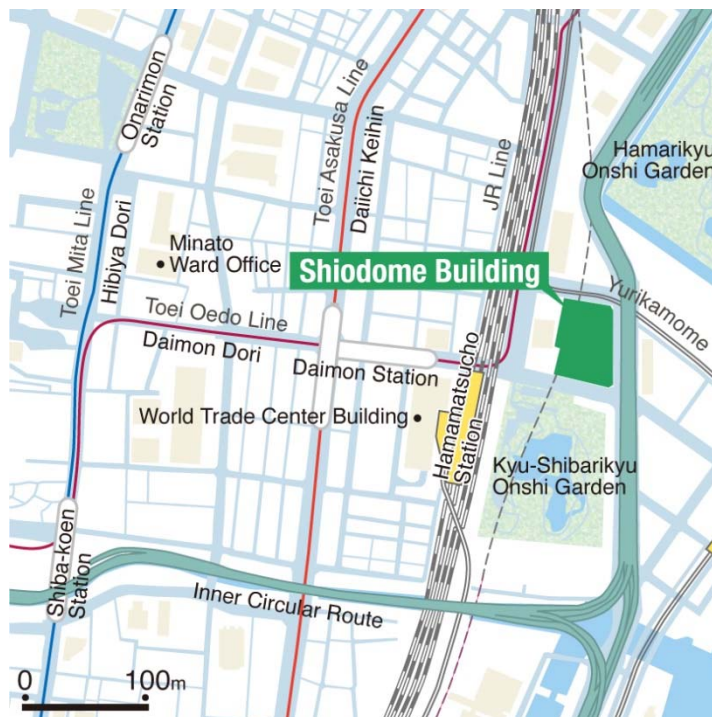 Onarimon
Station
Toei Asakusa Line
Daiichi Keihin
JR Line
Hamarikyu
Onshi Garden
Toei Mita Line
Hibiya Dori
Minato
Ward Office
Shiodome Building
Yurikamome
Toei Oedo Line
Daimon Dori
Daimon Station
Hamamatsucho
Station
World Trade Center Building
Kyu-Shibarikyu
Onshi Garden
Shiba-koen
Station
Inner Circular Route
0 100m